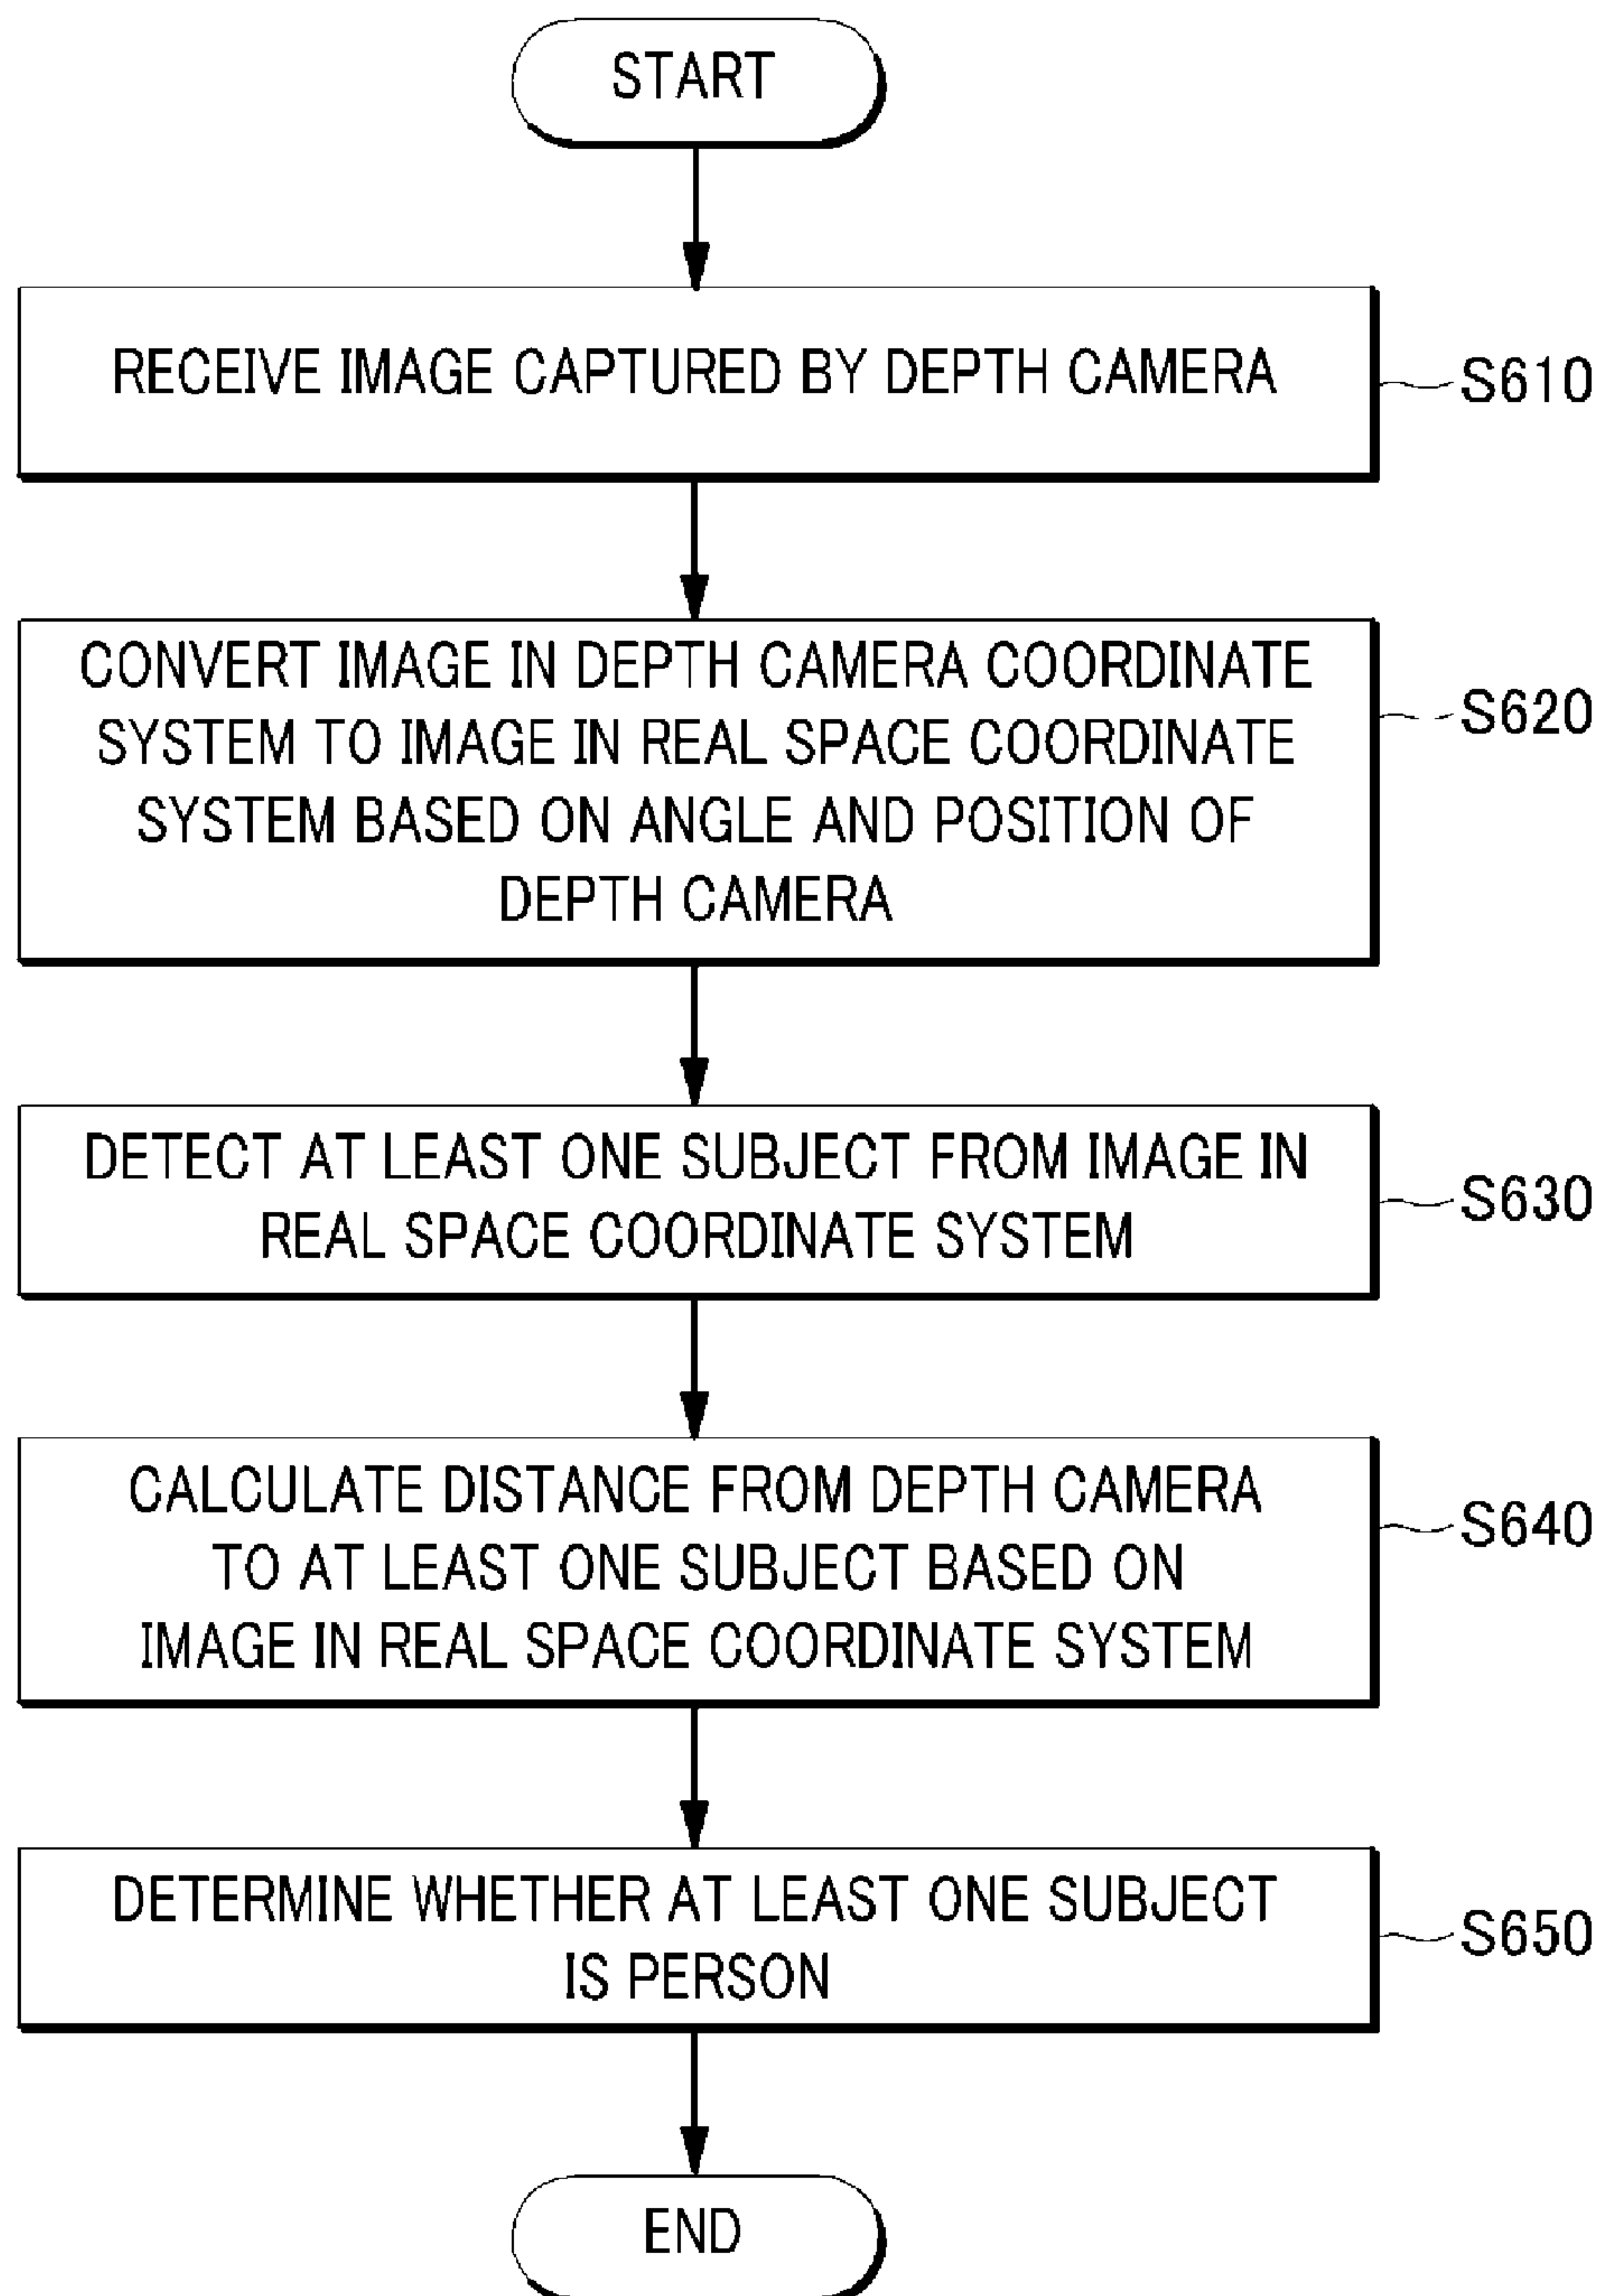 START
RECEIVE IMAGE CAPTURED BY DEPTH CAMERA
S610
CONVERT IMAGE IN DEPTH CAMERA COORDINATE
SYSTEM TO IMAGE IN REAL SPACE COORDINATE
SYSTEM BASED ON ANGLE AND POSITION OF
DEPTH CAMERA
S620
DETECT AT LEAST ONE SUBJECT FROM IMAGE IN
REAL SPACE COORDINATE SYSTEM
S630
CALCULATE DISTANCE FROM DEPTH CAMERA
TO AT LEAST ONE SUBJECT BASED ON
IMAGE IN REAL SPACE COORDINATE SYSTEM
S640
DETERMINE WHETHER AT LEAST ONE SUBJECT
IS PERSON
S650
END